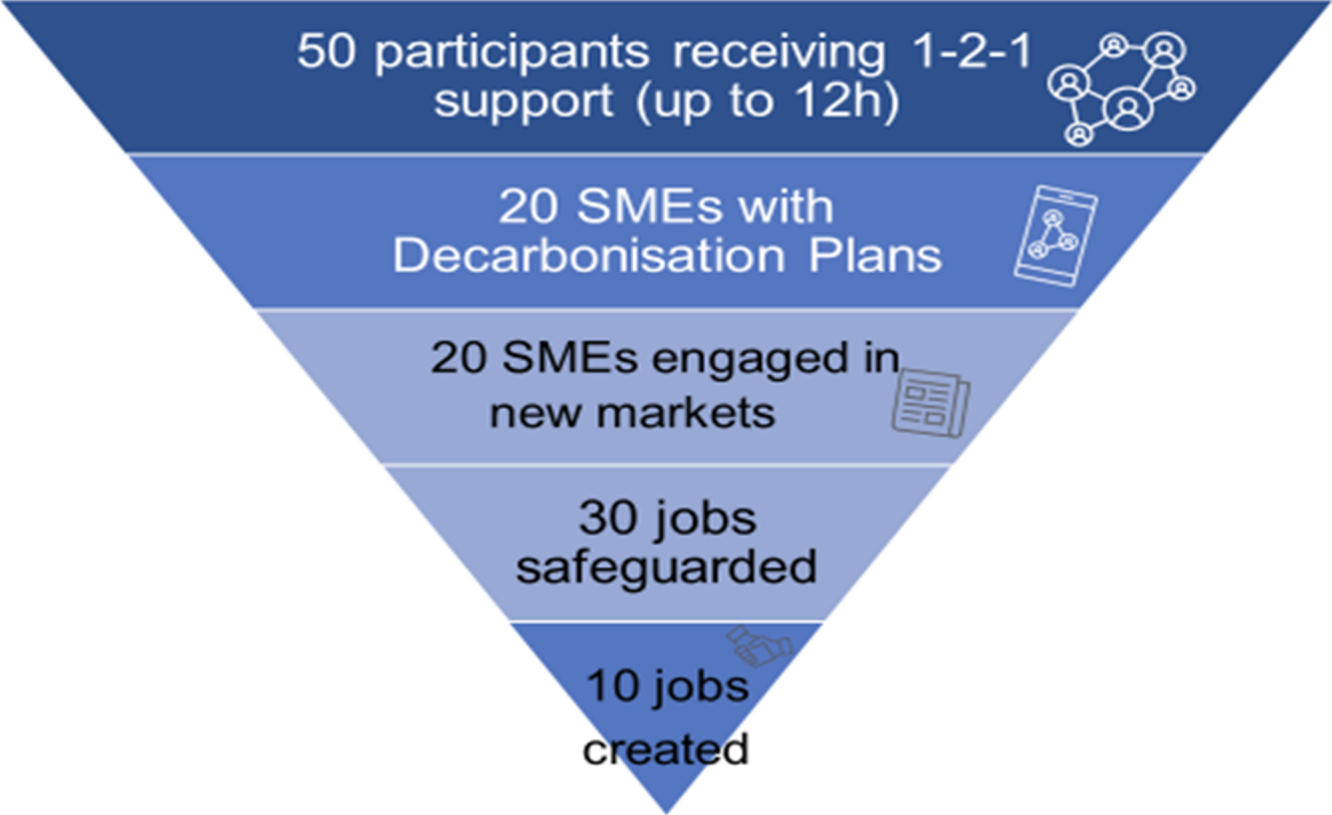 50 participants receiving 1-2-1
support (up to 12h)
20 SMEs with
Decarbonisation Plans
20 SMEs engaged in
new markets
30 jobs
safeguarded
10 jobs
created